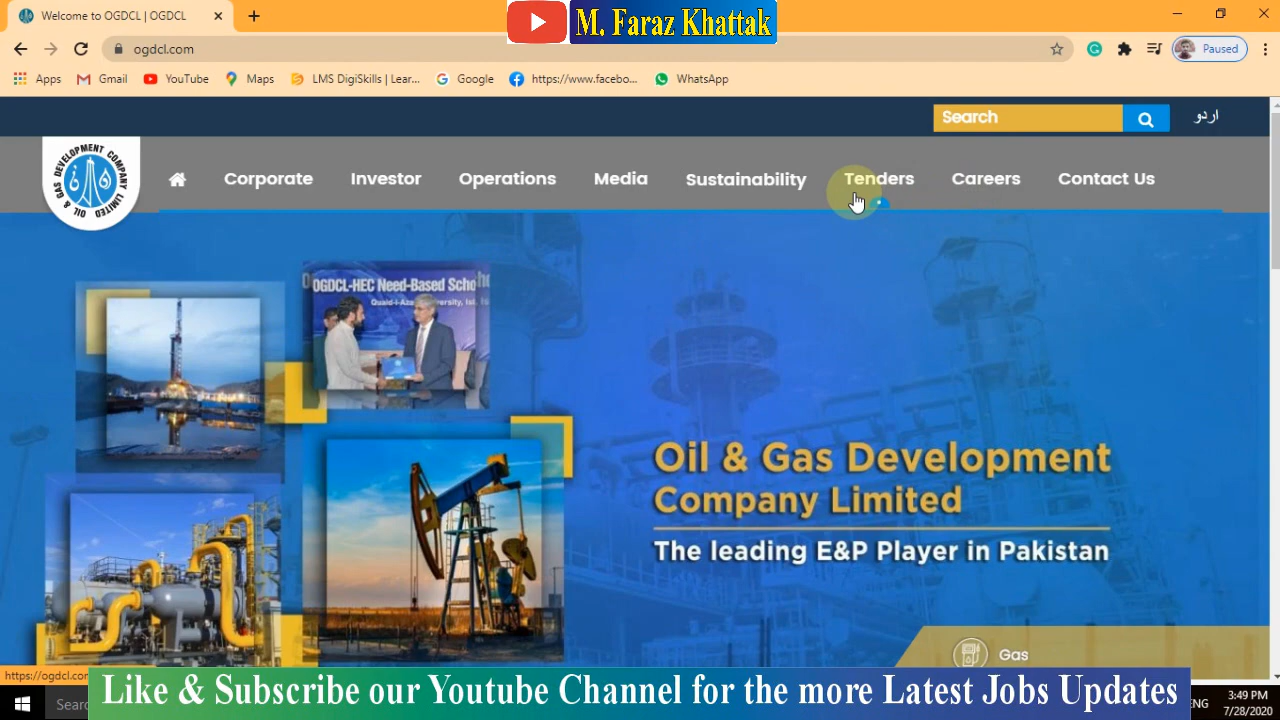 Welcome to OGDCL | OGDCL
M. Faraz Khattak
ogdcl.com
Paused
Apps
Gmail
YouTube
Maps
LMS DigiSkills | Lear...
Google
https://www.facebo...
WhatsApp
Search
اردو
OIL & GAS DEVELOPMENT COMPANY LIMITED
Corporate
Investor
Operations
Media
Sustainability
Tenders
Careers
Contact Us
OGDCL-HEC Need-Based Scho
Oil & Gas Development
Company Limited
The leading E&P Player in Pakistan
Gas
https://ogdcl.com
Like & Subscribe our Youtube Channel for the more Latest Jobs Updates
Sear
ENG
3:49 PM
7/28/2020